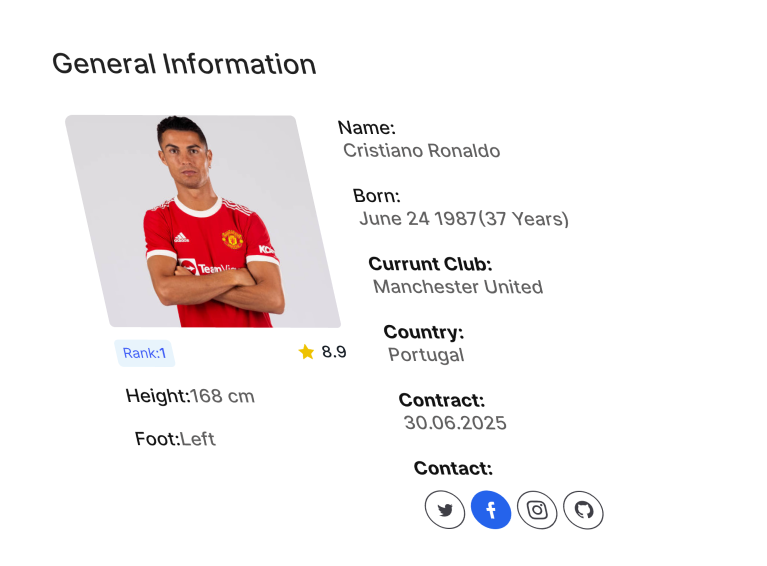 General Information
Name:
Cristiano Ronaldo
Born:
June 24 1987(37 Years)
Currunt Club:
Manchester United
Country:
Portugal
Contract:
30.06.2025
Contact:
TeamVi
Rank:1
8.9
Height:168 cm
Foot:Left